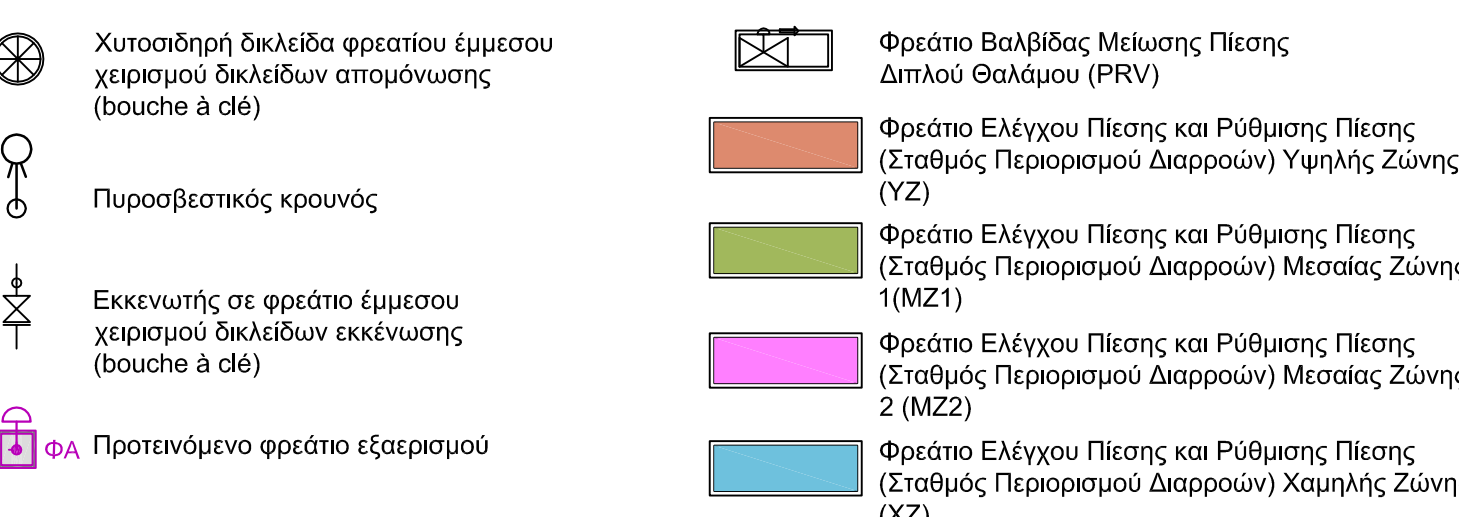 Χυτοσιδηρή δικλείδα φρεατίου έμμεσου
χειρισμού δικλείδων απομόνωσης
(bouche à clé)
Πυροσβεστικός κρουνός
Εκκενωτής σε φρεάτιο έμμεσου
χειρισμού δικλείδων εκκένωσης
(bouche à clé)
ΦΑ Προτεινόμενο φρεάτιο εξαερισμού
Φρεάτιο Βαλβίδας Μείωσης Πίεσης
Διπλού Θαλάμου (PRV)
Φρεάτιο Ελέγχου Πίεσης και Ρύθμισης Πίεσης
(Σταθμός Περιορισμού Διαρροών) Υψηλής Ζώνης
(ΥΖ)
Φρεάτιο Ελέγχου Πίεσης και Ρύθμισης Πίεσης
(Σταθμός Περιορισμού Διαρροών) Μεσαίας Ζώνης
1(ΜΖ1)
Φρεάτιο Ελέγχου Πίεσης και Ρύθμισης Πίεσης
(Σταθμός Περιορισμού Διαρροών) Μεσαίας Ζώνης
2 (ΜΖ2)
Φρεάτιο Ελέγχου Πίεσης και Ρύθμισης Πίεσης
(Σταθμός Περιορισμού Διαρροών) Χαμηλής Ζώνη
(ΧΖ)